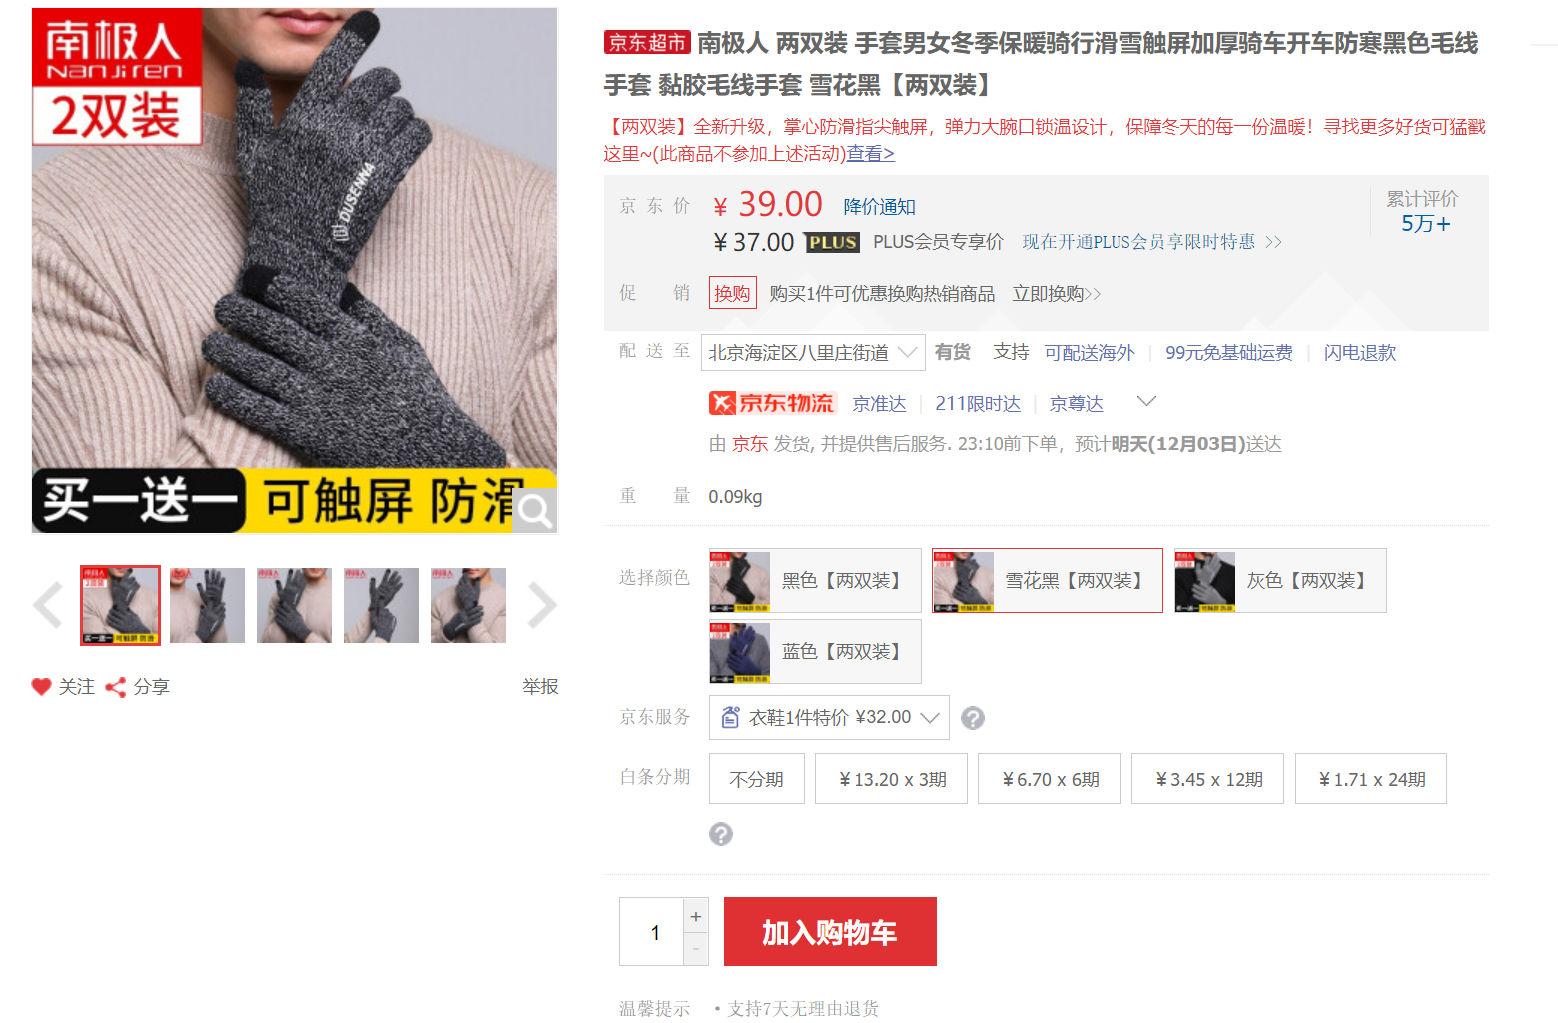 南极人
NanJiren
2双装
DUSENNA
买一送一 可触屏 防滑
关注 分享 举报
京东超市 南极人 两双装 手套男女冬季保暖骑行滑雪触屏加厚骑车开车防寒黑色毛线
手套 黏胶毛线手套 雪花黑【两双装】
【两双装】全新升级，掌心防滑指尖触屏，弹力大腕口锁温设计，保障冬天的每一份温暖！寻找更多好货可猛戳
这里~(此商品不参加上述活动)查看>
京东价 ¥ 39.00 降价通知
累计评价
5万+
¥ 37.00 PLUS PLUS会员专享价 现在开通PLUS会员享限时特惠 >>
促销 换购 购买1件可优惠换购热销商品 立即换购>>
配送至 北京海淀区八里庄街道 有货 支持 可配送海外 | 99元免基础运费 | 闪电退款
京东物流 京准达 | 211限时达 | 京尊达
由 京东 发货, 并提供售后服务. 23:10前下单，预计明天(12月03日)送达
重量 0.09kg
选择颜色 黑色【两双装】 雪花黑【两双装】 灰色【两双装】
蓝色【两双装】
京东服务 衣鞋1件特价 ¥32.00 ?
白条分期 不分期 ¥13.20 x 3期 ¥6.70 x 6期 ¥3.45 x 12期 ¥1.71 x 24期
?
1 + - 加入购物车
温馨提示 ·支持7天无理由退货